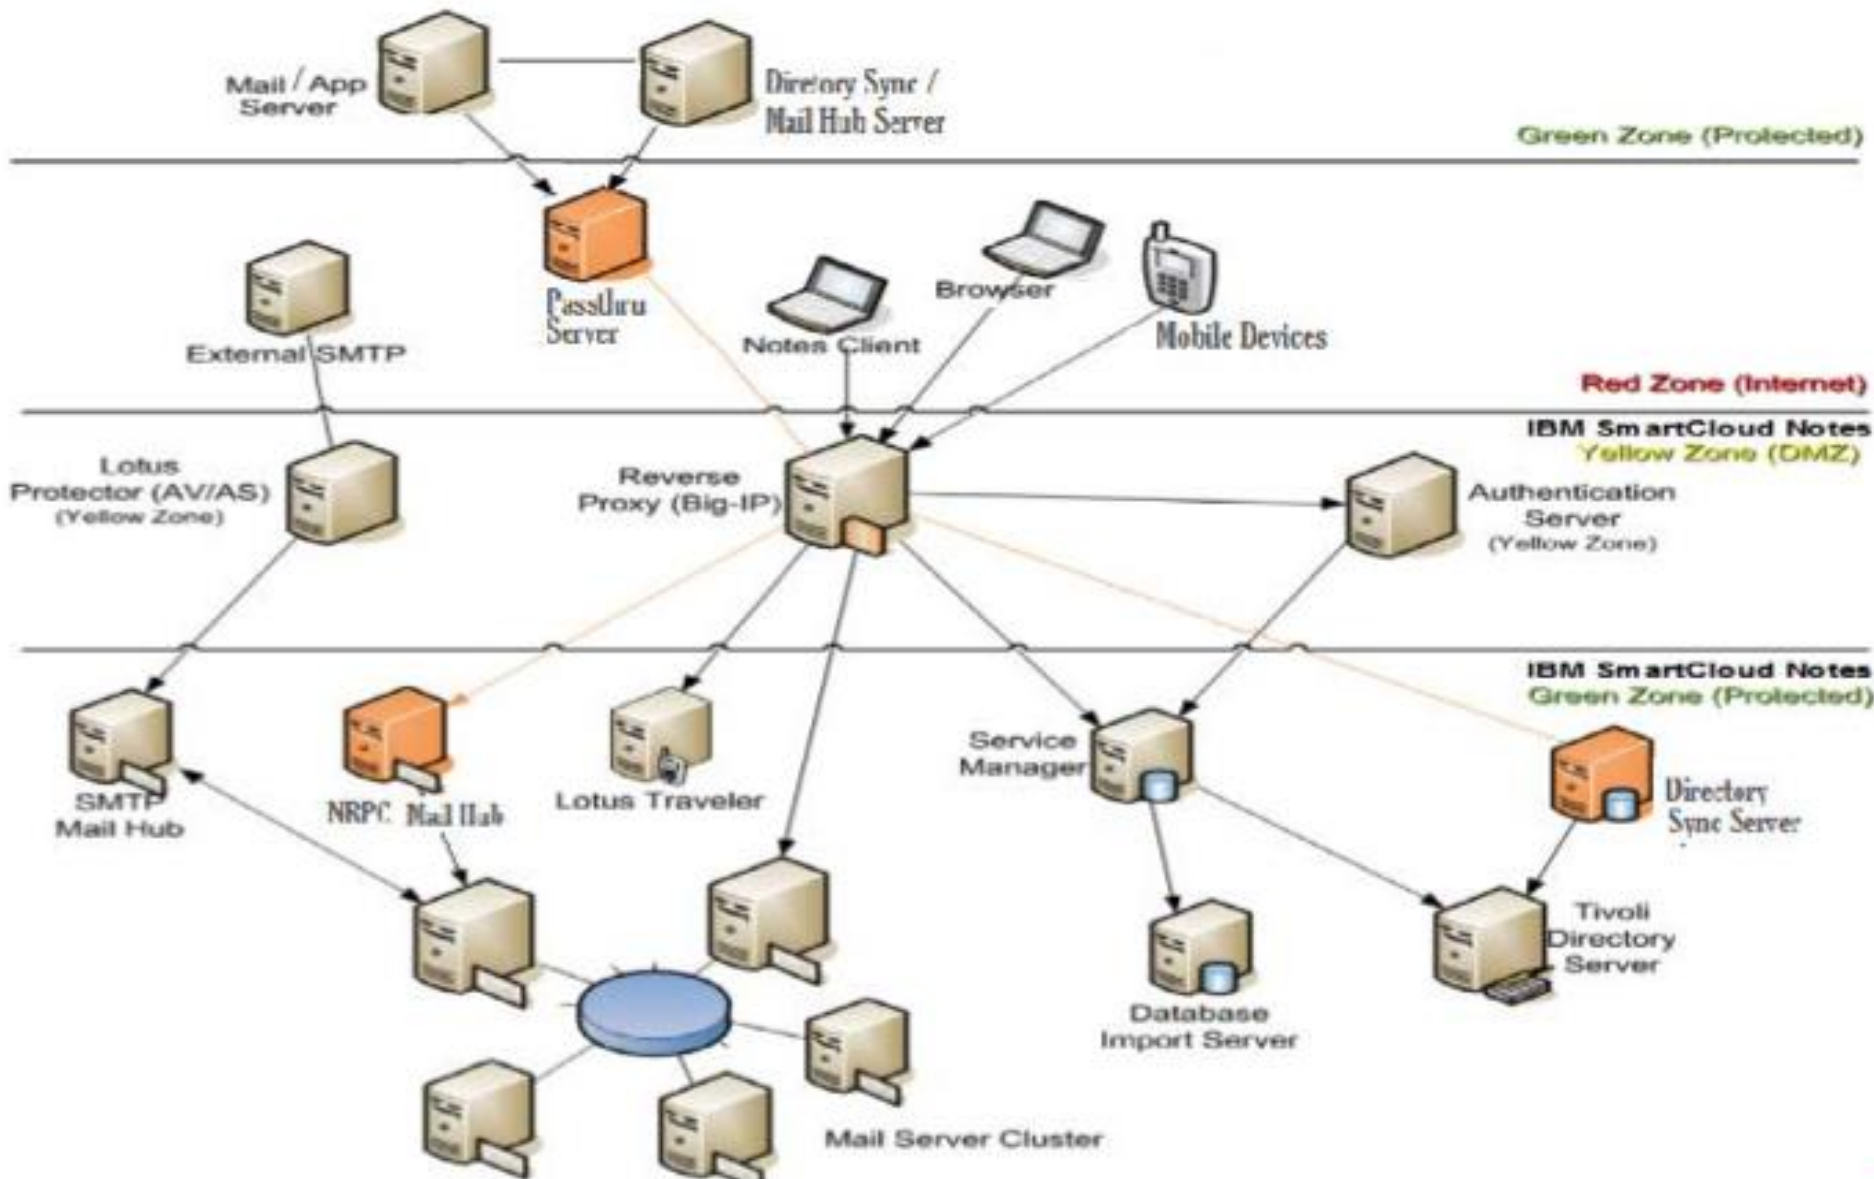 Mail / App
Server
Diretory Sync /
Mail Hub Server
Green Zone (Protected)
Passthru
Server
External SMTP
Notes Client
Browser
Mobile Devices
Red Zone (Internet)
IBM SmartCloud Notes
Yellow Zone (DMZ)
Lotus
Protector (AV/AS)
(Yellow Zone)
Reverse
Proxy (Big-IP)
Authentication
Server
(Yellow Zone)
IBM SmartCloud Notes
Green Zone (Protected)
SMTP
Mail Hub
NRPC Mail Hub
Lotus Traveler
Service
Manager
Directory
Sync Server
Tivoli
Directory
Server
Database
Import Server
Mail Server Cluster